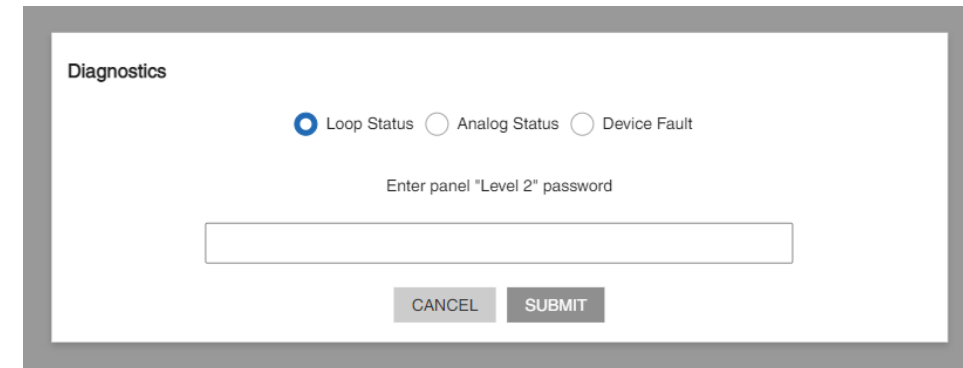 Diagnostics
Loop Status Analog Status Device Fault
Enter panel "Level 2" password
CANCEL SUBMIT